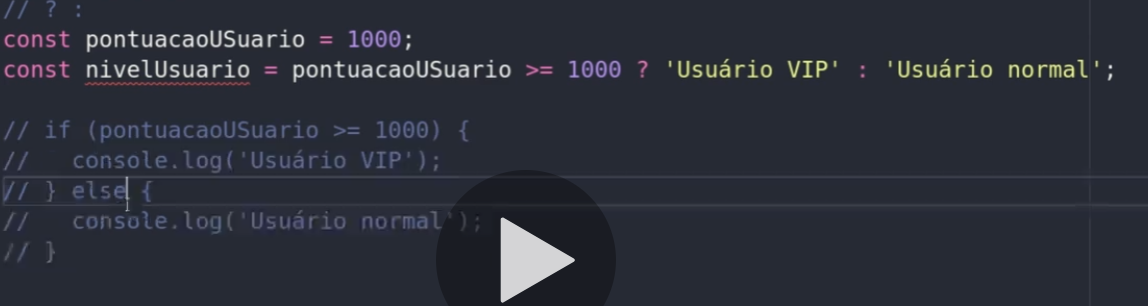 // ? :
const pontuacaoUSuario = 1000;
const nivelUsuario = pontuacaoUSuario >= 1000 ? 'Usuário VIP' : 'Usuário normal';
// if (pontuacaoUSuario >= 1000) {
//   console.log('Usuário VIP');
// } else {
//   console.log('Usuário normal');
// }